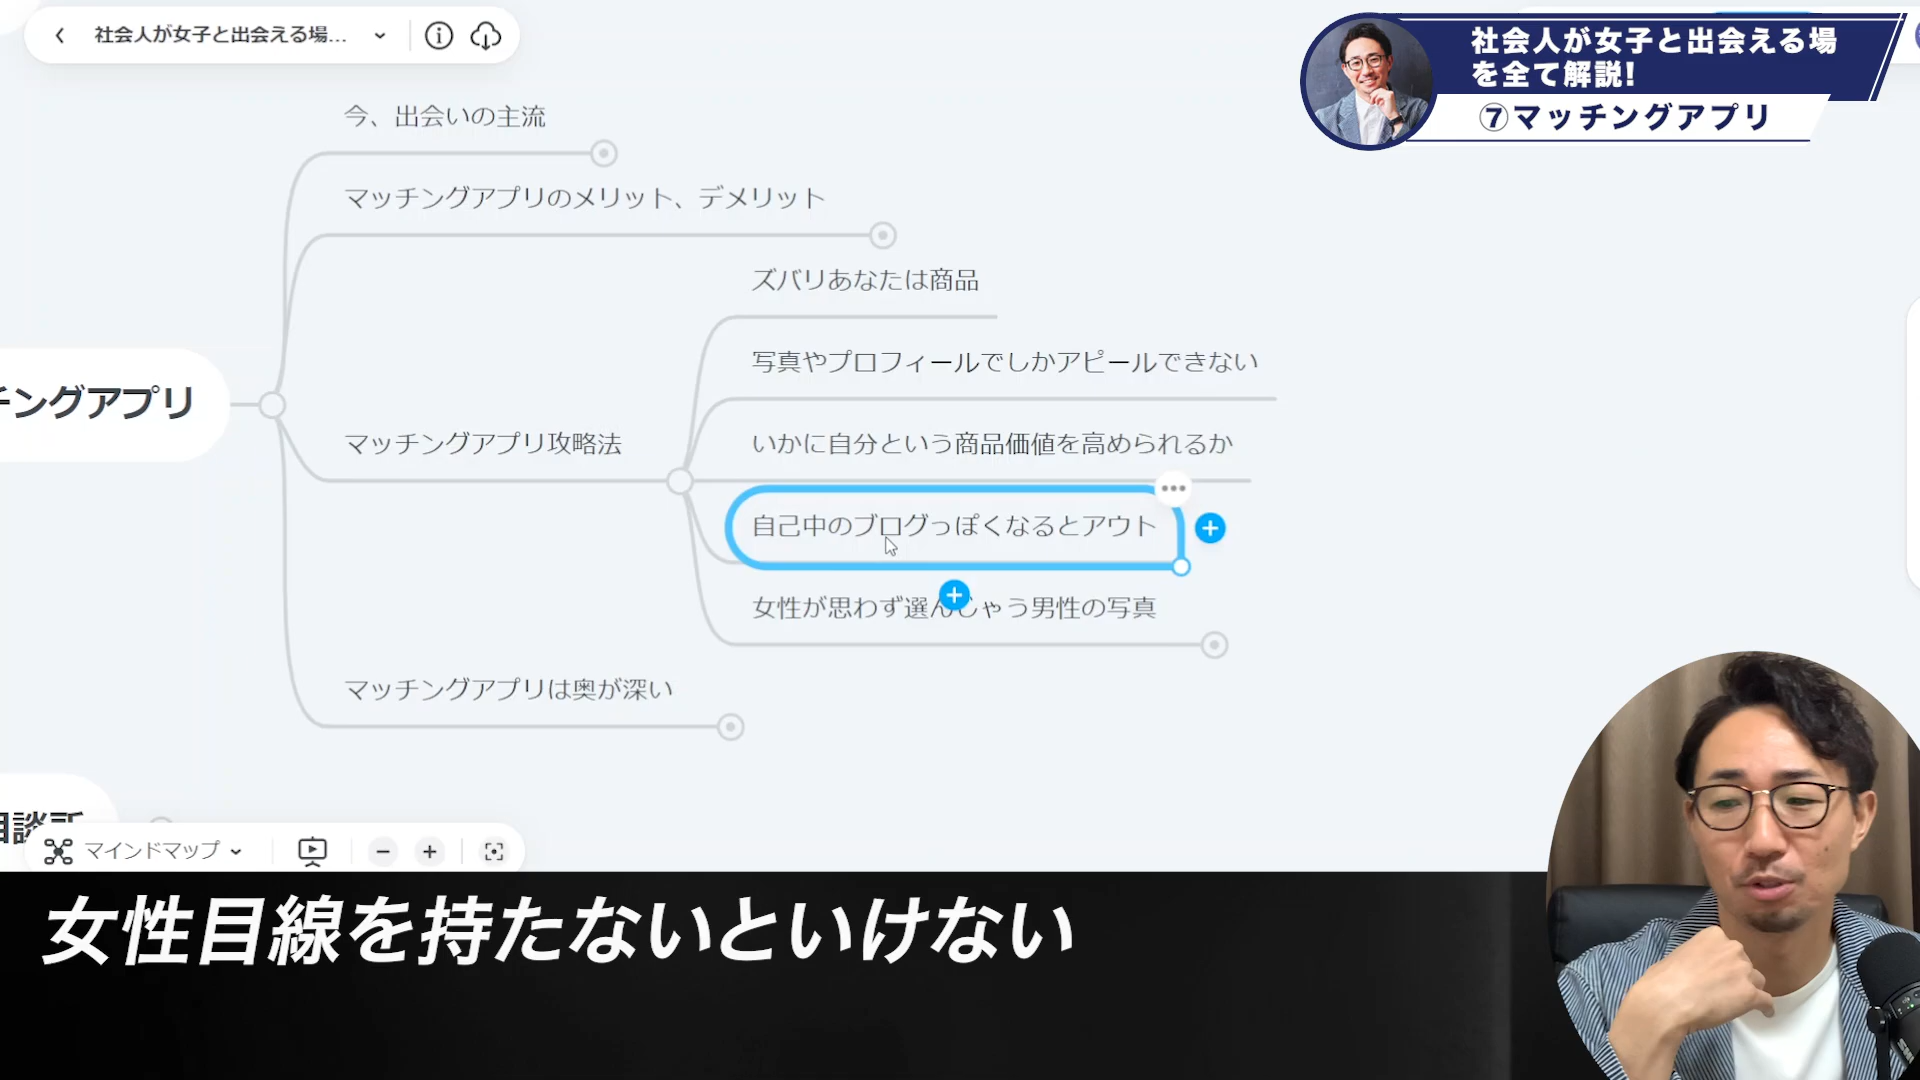 社会人が女子と出会える場...
社会人が女子と出会える場
を全て解説!
⑦マッチングアプリ
今、出会いの主流
マッチングアプリのメリット、デメリット
ズバリあなたは商品
写真やプロフィールでしかアピールできない
チングアプリ
マッチングアプリ攻略法
いかに自分という商品価値を高められるか
自己中のブログっぽくなるとアウト
女性が思わず選んじゃう男性の写真
マッチングアプリは奥が深い
相談所
マインドマップ
女性目線を持たないといけない